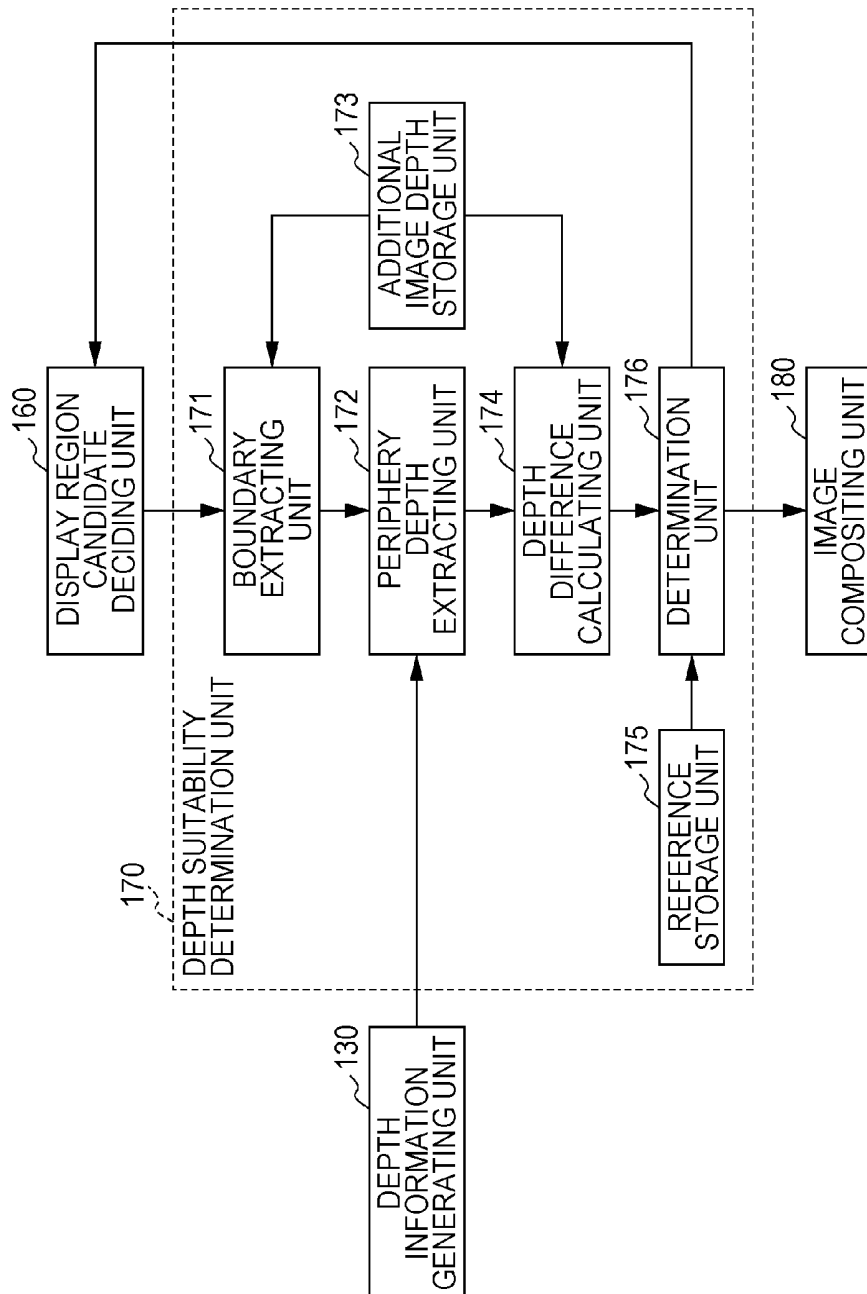 160
DISPLAY REGION
CANDIDATE
DECIDING UNIT
170
DEPTH SUITABILITY
DETERMINATION UNIT
171
BOUNDARY
EXTRACTING
UNIT
173
ADDITIONAL
IMAGE DEPTH
STORAGE UNIT
130
DEPTH
INFORMATION
GENERATING UNIT
172
PERIPHERY
DEPTH
EXTRACTING UNIT
174
DEPTH
DIFFERENCE
CALCULATING UNIT
175
REFERENCE
STORAGE UNIT
176
DETERMINATION
UNIT
180
IMAGE
COMPOSITING UNIT